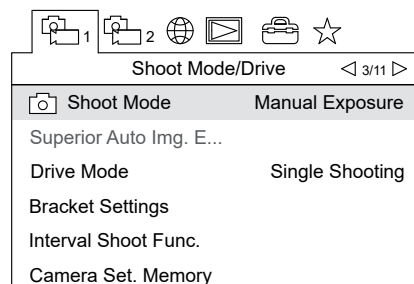 1 2
Shoot Mode/Drive 3/11
Shoot Mode Manual Exposure
Superior Auto Img. E...
Drive Mode Single Shooting
Bracket Settings
Interval Shoot Func.
Camera Set. Memory